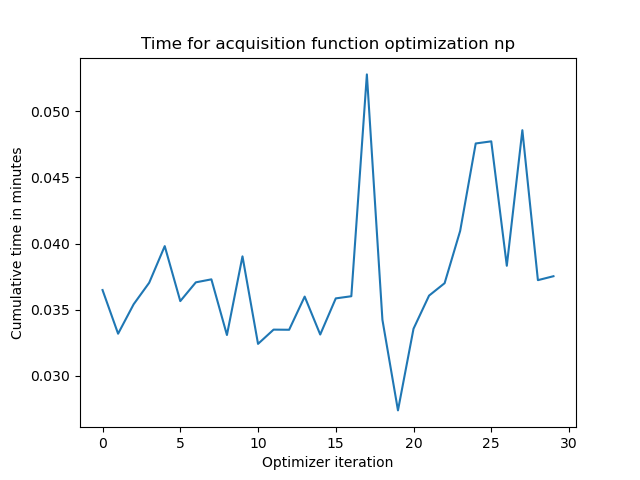 Time for acquisition function optimization np
Cumulative time in minutes
0.050
0.045
0.040
0.035
0.030
0 5 10 15 20 25 30
Optimizer iteration